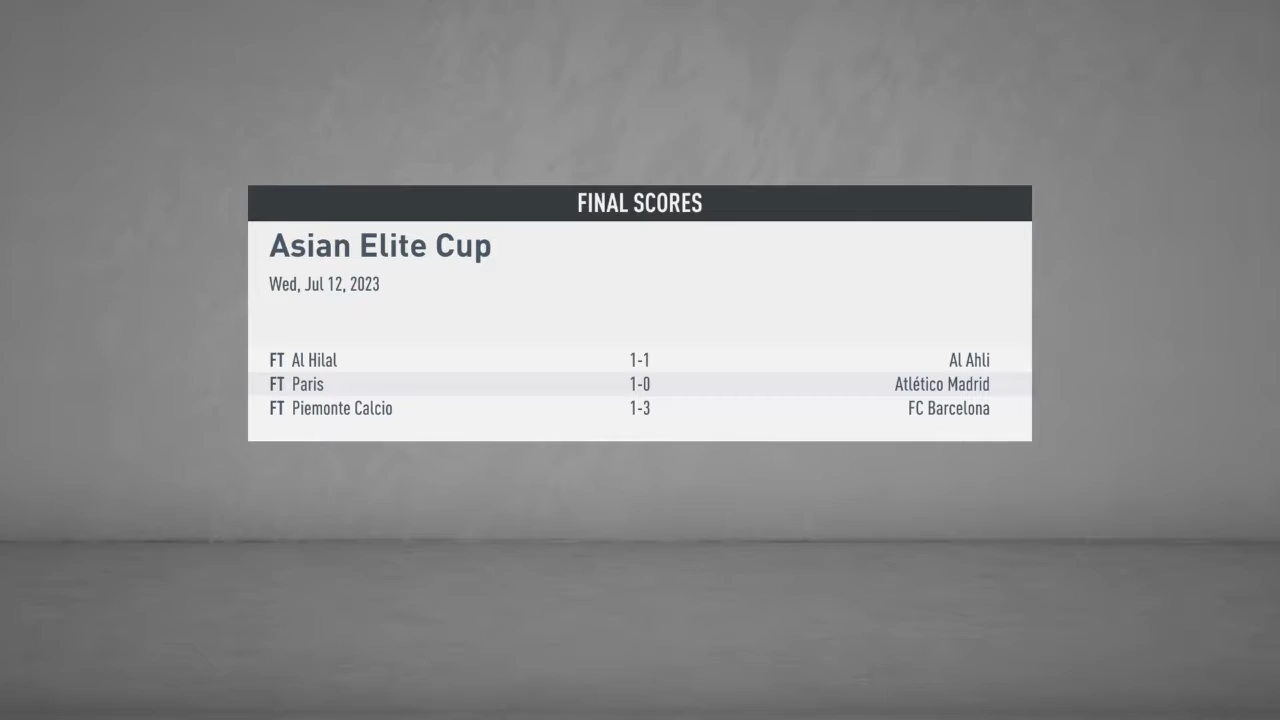 FINAL SCORES
Asian Elite Cup
Wed, Jul 12, 2023
FT Al Hilal 1-1 Al Ahli
FT Paris 1-0 Atlético Madrid
FT Piemonte Calcio 1-3 FC Barcelona